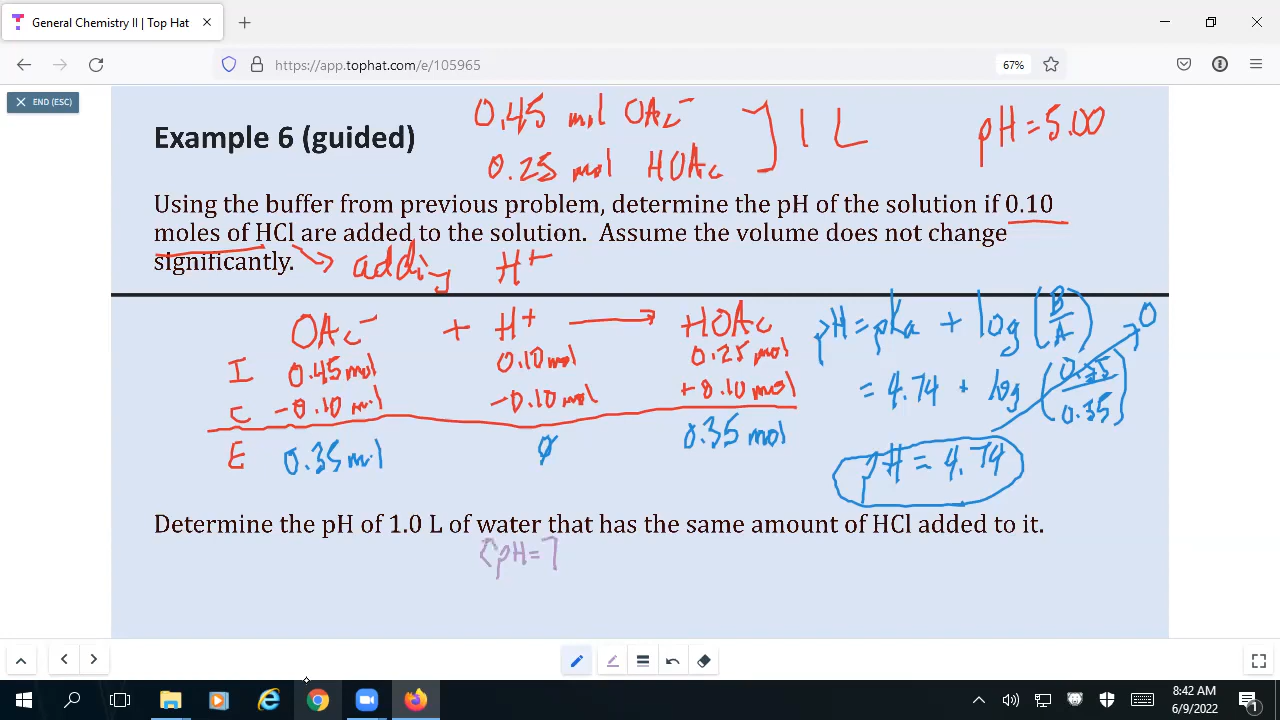 General Chemistry II | Top Hat
https://app.tophat.com/e/105965
67%
END (ESC)
0.45 mol OAc⁻
0.25 mol HOAc
1 L
pH = 5.00
Example 6 (guided)
Using the buffer from previous problem, determine the pH of the solution if 0.10
moles of HCl are added to the solution. Assume the volume does not change
significantly.
adding H⁺
OAc⁻ + H⁺ → HOAc
I 0.45 mol 0.10 mol 0.25 mol
C -0.10 mol -0.10 mol +0.10 mol
E 0.35 mol 0 0.35 mol
pH = pKa + log (B/A)
0
= 4.74 + log (0.35/0.35)
pH = 4.74
Determine the pH of 1.0 L of water that has the same amount of HCl added to it.
pH = 7
8:42 AM
6/9/2022
1